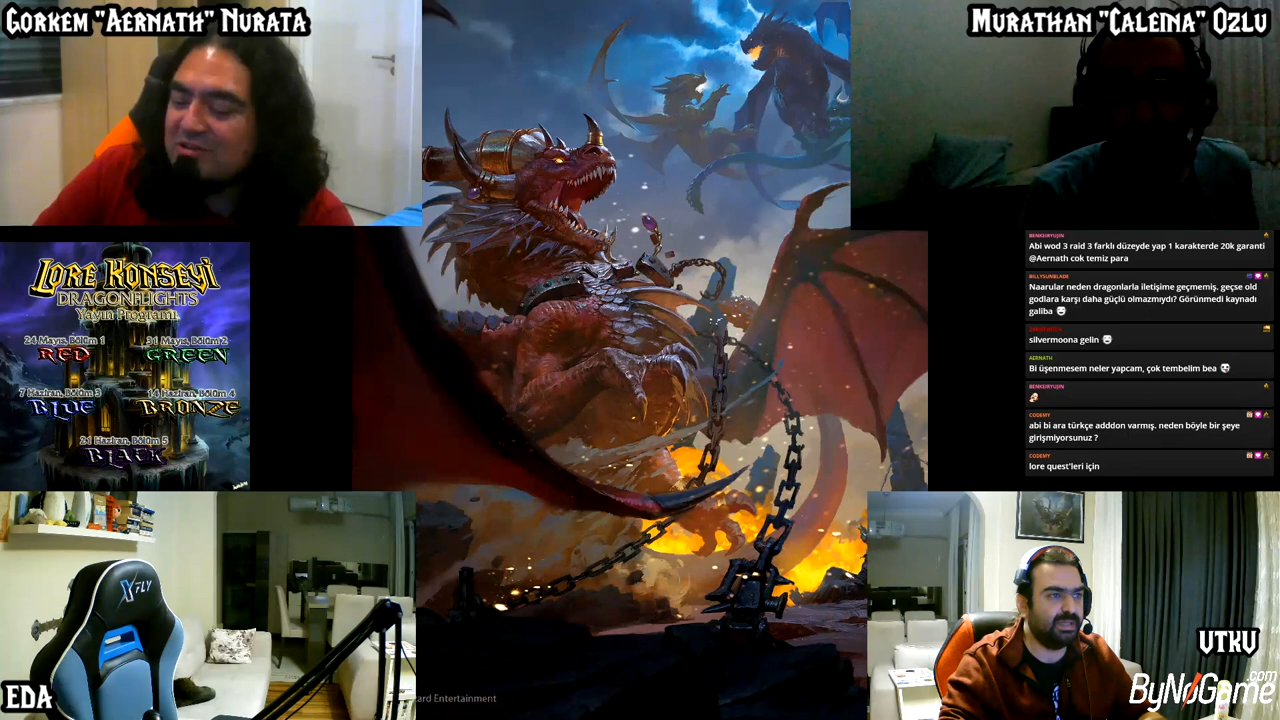 GORKEM "AERNATH" NURATA
MURATHAN "CALEINA" OZLU
LORE KONSEYİ
DRAGONFLIGHTS
Yayın Programı
24 Mayıs, Bölüm 1
RED
31 Mayıs, Bölüm 2
GREEN
7 Haziran, Bölüm 3
BLUE
14 Haziran, Bölüm 4
BRONZE
21 Haziran, Bölüm 5
BLACK
BENKEIRYUJIN
Abi wod 3 raid 3 farklı düzeyde yap 1 karakterde 20k garanti
@Aernath cok temiz para
BILLYSUNBLADE
Naarular neden dragonlarla iletişime geçmemiş. geçse old
godlara karşı daha güçlü olmazmıydı? Görünmedi kaynadı
galiba
silvermoona gelin
AERNATH
Bi üşenmesem neler yapcam, çok tembelim bea
BENKEIRYUJIN
CODEMY
abi bi ara türkçe adddon varmış. neden böyle bir şeye
girişmiyorsunuz ?
CODEMY
lore quest'leri için
FLY
EDA
ard Entertainment
UTKU
ByNoGame.com